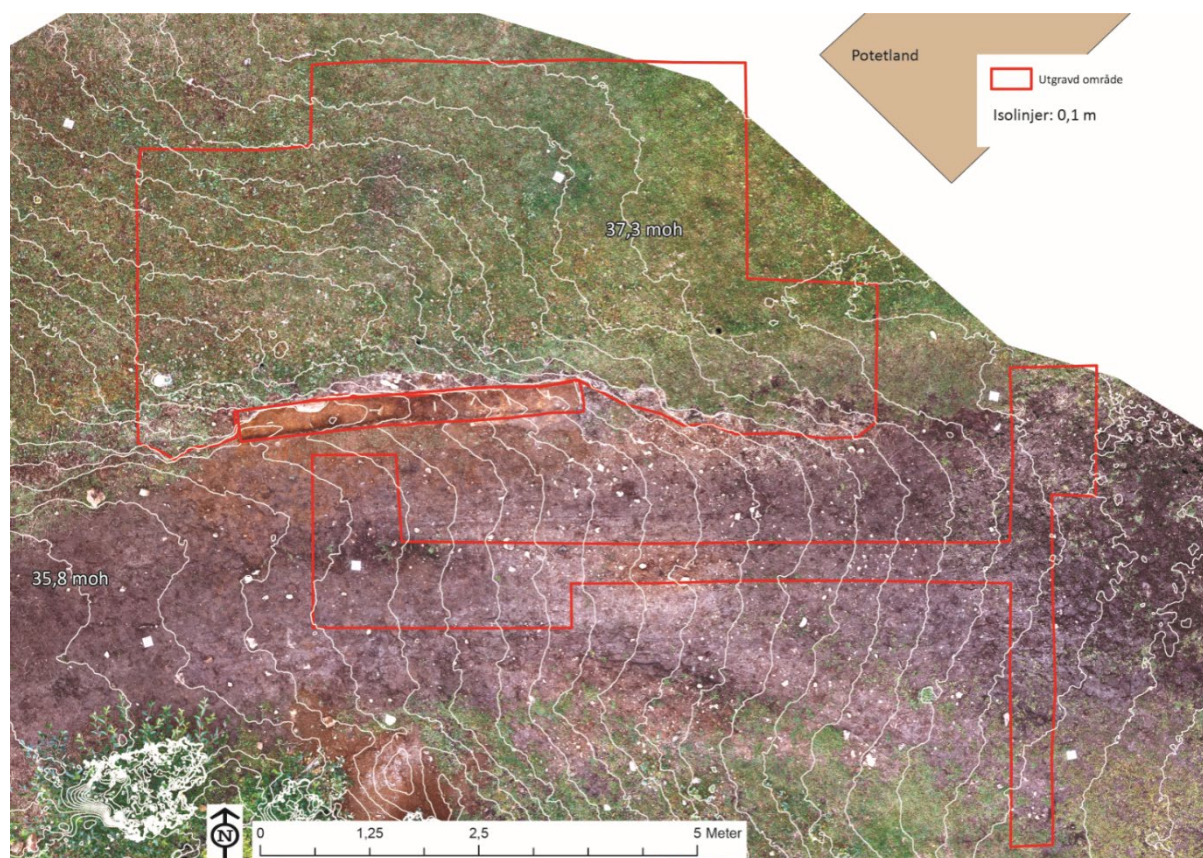 Potetland
Utgravd område
Isolinjer: 0,1 m
37,3 moh
35,8 moh
N
0 1,25 2,5 5 Meter